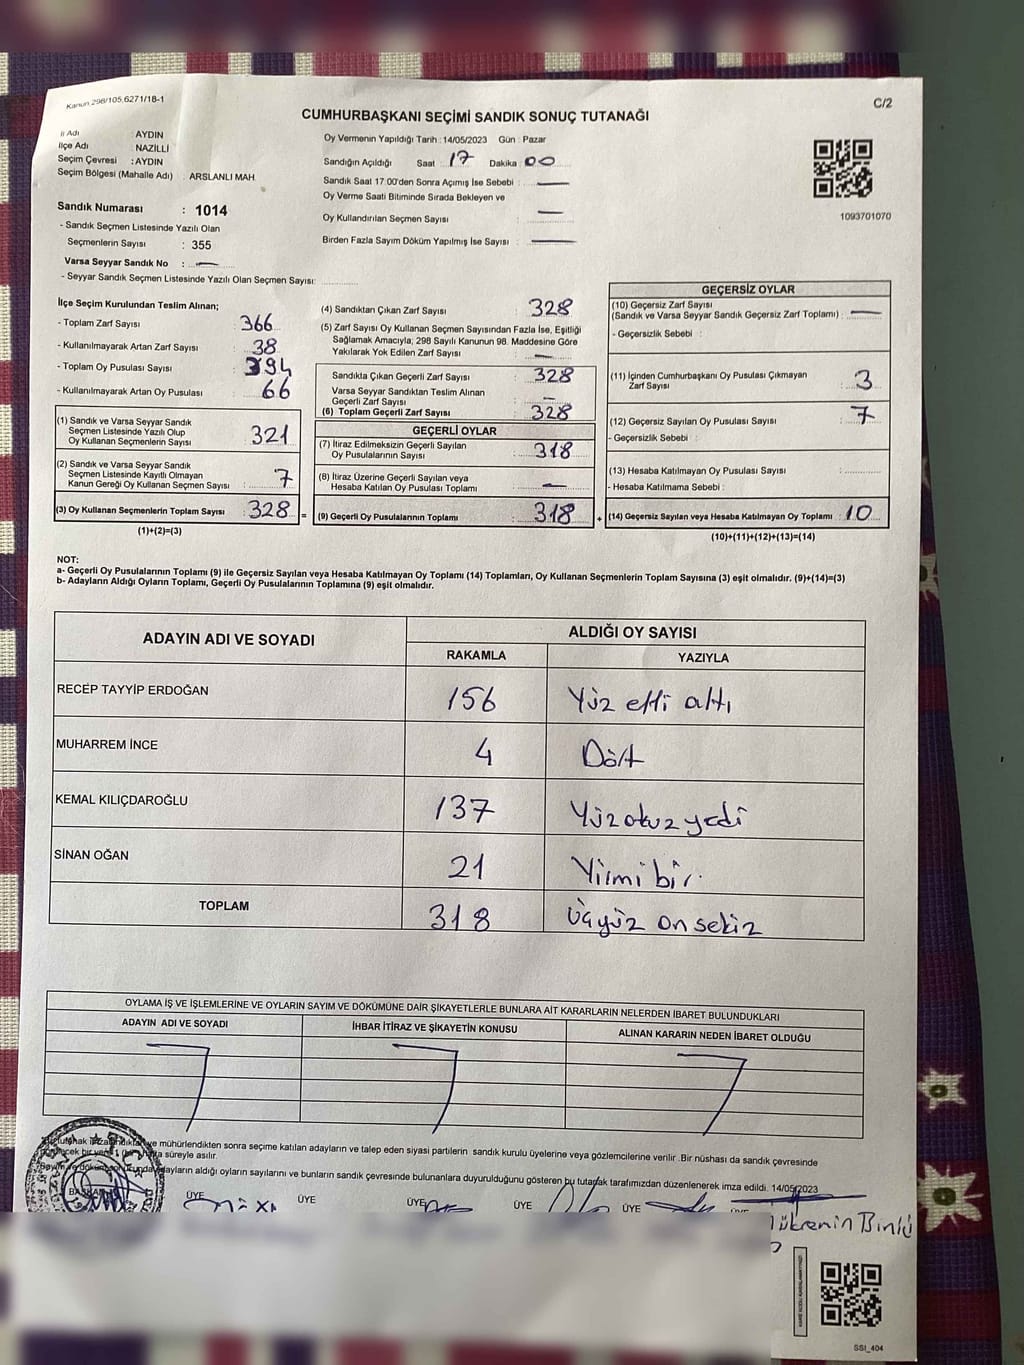 Kanun.298/105,6271/18-1
C/2
CUMHURBAŞKANI SEÇİMİ SANDIK SONUÇ TUTANAĞI
İl Adı : AYDIN
İlçe Adı : NAZİLLİ
Seçim Çevresi : AYDIN
Seçim Bölgesi (Mahalle Adı) : ARSLANLI MAH.
Sandık Numarası : 1014
- Sandık Seçmen Listesinde Yazılı Olan
Seçmenlerin Sayısı : 355
Varsa Seyyar Sandık No : —
- Seyyar Sandık Seçmen Listesinde Yazılı Olan Seçmen Sayısı:
Oy Vermenin Yapıldığı Tarih : 14/05/2023 Gün : Pazar
Sandığın Açıldığı Saat 17 Dakika 00
Sandık Saat 17.00'den Sonra Açımış İse Sebebi : —
Oy Verme Saati Bitiminde Sırada Bekleyen ve
Oy Kullandırılan Seçmen Sayısı : —
Birden Fazla Sayım Döküm Yapılmış İse Sayısı : —
1093701070
İlçe Seçim Kurulundan Teslim Alınan;
- Toplam Zarf Sayısı : 366
- Kullanılmayarak Artan Zarf Sayısı : 38
- Toplam Oy Pusulası Sayısı : 394
- Kullanılmayarak Artan Oy Pusulası : 66
(1) Sandık ve Varsa Seyyar Sandık
Seçmen Listesinde Yazılı Olup
Oy Kullanan Seçmenlerin Sayısı : 321
(2) Sandık ve Varsa Seyyar Sandık
Seçmen Listesinde Kayıtlı Olmayan
Kanun Gereği Oy Kullanan Seçmen Sayısı : 7
(3) Oy Kullanan Seçmenlerin Toplam Sayısı : 328 =
(1)+(2)=(3)
(4) Sandıktan Çıkan Zarf Sayısı : 328
(5) Zarf Sayısı Oy Kullanan Seçmen Sayısından Fazla İse, Eşitliği
Sağlamak Amacıyla; 298 Sayılı Kanunun 98. Maddesine Göre
Yakılarak Yok Edilen Zarf Sayısı : —
Sandıkta Çıkan Geçerli Zarf Sayısı : 328
Varsa Seyyar Sandıktan Teslim Alınan
Geçerli Zarf Sayısı : —
(6) Toplam Geçerli Zarf Sayısı : 328
GEÇERLİ OYLAR
(7) İtiraz Edilmeksizin Geçerli Sayılan
Oy Pusulalarının Sayısı : 318
(8) İtiraz Üzerine Geçerli Sayılan veya
Hesaba Katılan Oy Pusulası Toplamı : —
(9) Geçerli Oy Pusulalarının Toplamı : 318 +
GEÇERSİZ OYLAR
(10) Geçersiz Zarf Sayısı
(Sandık ve Varsa Seyyar Sandık Geçersiz Zarf Toplamı) : —
- Geçersizlik Sebebi :
(11) İçinden Cumhurbaşkanı Oy Pusulası Çıkmayan
Zarf Sayısı : 3
(12) Geçersiz Sayılan Oy Pusulası Sayısı : 7
- Geçersizlik Sebebi :
(13) Hesaba Katılmayan Oy Pusulası Sayısı :
- Hesaba Katılmama Sebebi :
(14) Geçersiz Sayılan veya Hesaba Katılmayan Oy Toplamı : 10
(10)+(11)+(12)+(13)=(14)
NOT:
a- Geçerli Oy Pusulalarının Toplamı (9) ile Geçersiz Sayılan veya Hesaba Katılmayan Oy Toplamı (14) Toplamları, Oy Kullanan Seçmenlerin Toplam Sayısına (3) eşit olmalıdır. (9)+(14)=(3)
b- Adayların Aldığı Oyların Toplamı, Geçerli Oy Pusulalarının Toplamına (9) eşit olmalıdır.
ADAYIN ADI VE SOYADI ALDIĞI OY SAYISI
RAKAMLA YAZIYLA
RECEP TAYYİP ERDOĞAN 156 Yüz elli altı
MUHARREM İNCE 4 Dört
KEMAL KILIÇDAROĞLU 137 Yüz otuz yedi
SİNAN OĞAN 21 Yirmi bir
TOPLAM 318 Üçyüz on sekiz
OYLAMA İŞ VE İŞLEMLERİNE VE OYLARIN SAYIM VE DÖKÜMÜNE DAİR ŞİKAYETLERLE BUNLARA AİT KARARLARIN NELERDEN İBARET BULUNDUKLARI
ADAYIN ADI VE SOYADI İHBAR İTİRAZ VE ŞİKAYETİN KONUSU ALINAN KARARIN NEDEN İBARET OLDUĞU
ve mühürlendikten sonra seçime katılan adayların ve talep eden siyasi partilerin sandık kurulu üyelerine veya gözlemcilerine verilir .Bir nüshası da sandık çevresinde
süreyle asılır.
adayların aldığı oyların sayılarını ve bunların sandık çevresinde bulunanlara duyurulduğunu gösteren bu tutanak tarafımızdan düzenlenerek imza edildi. 14/05/2023
BAŞKAN ÜYE ÜYE ÜYE ÜYE ÜYE
SSI_404